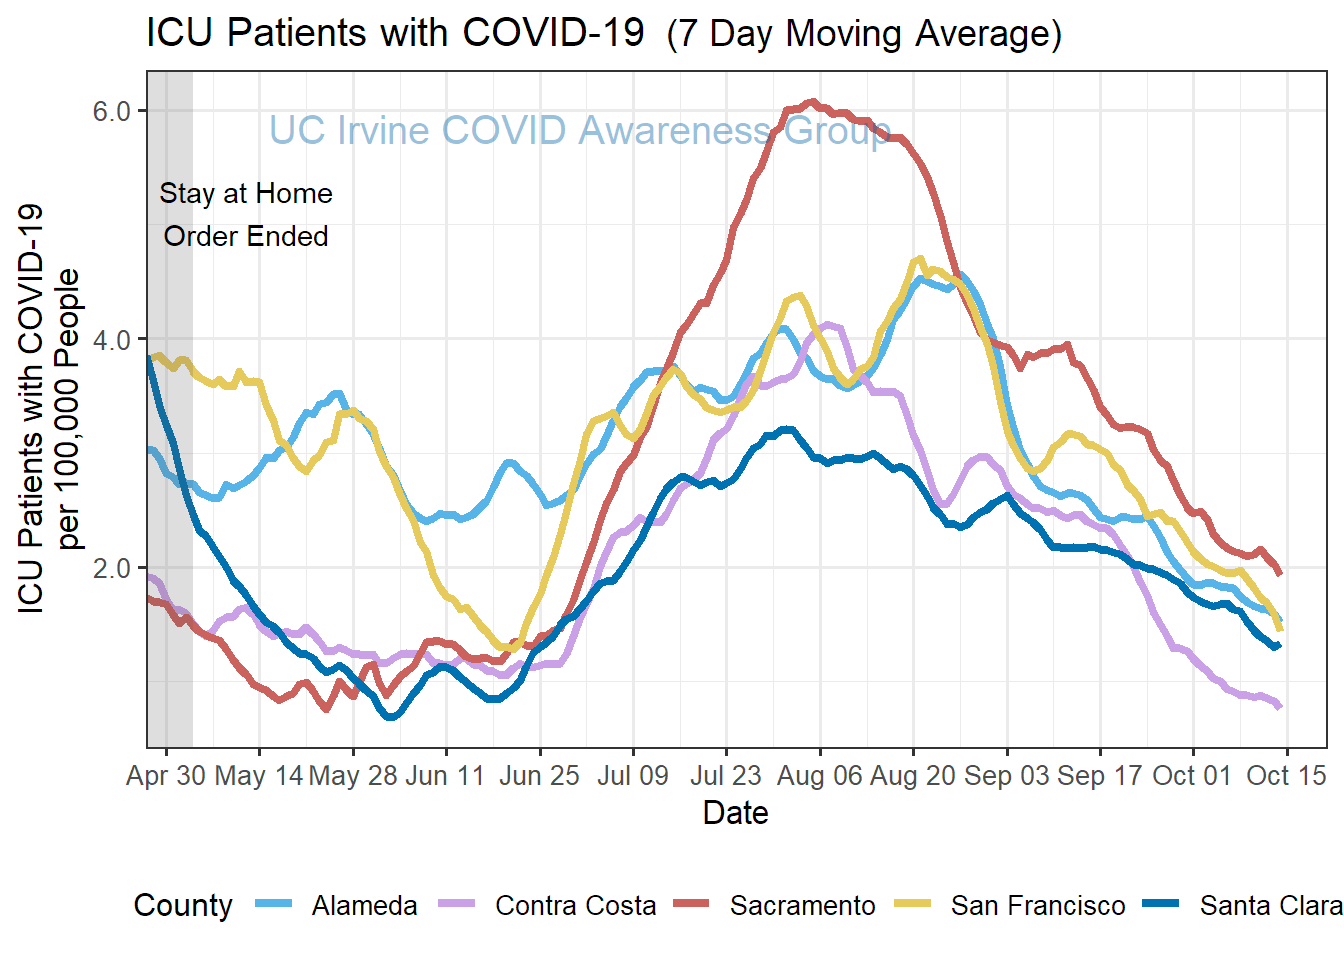 ICU Patients with COVID-19 (7 Day Moving Average)
ICU Patients with COVID-19
per 100,000 People
6.0
4.0
2.0
UC Irvine COVID Awareness Group
Stay at Home
Order Ended
Apr 30 May 14 May 28 Jun 11 Jun 25 Jul 09 Jul 23 Aug 06 Aug 20 Sep 03 Sep 17 Oct 01 Oct 15
Date
County Alameda Contra Costa Sacramento San Francisco Santa Clara